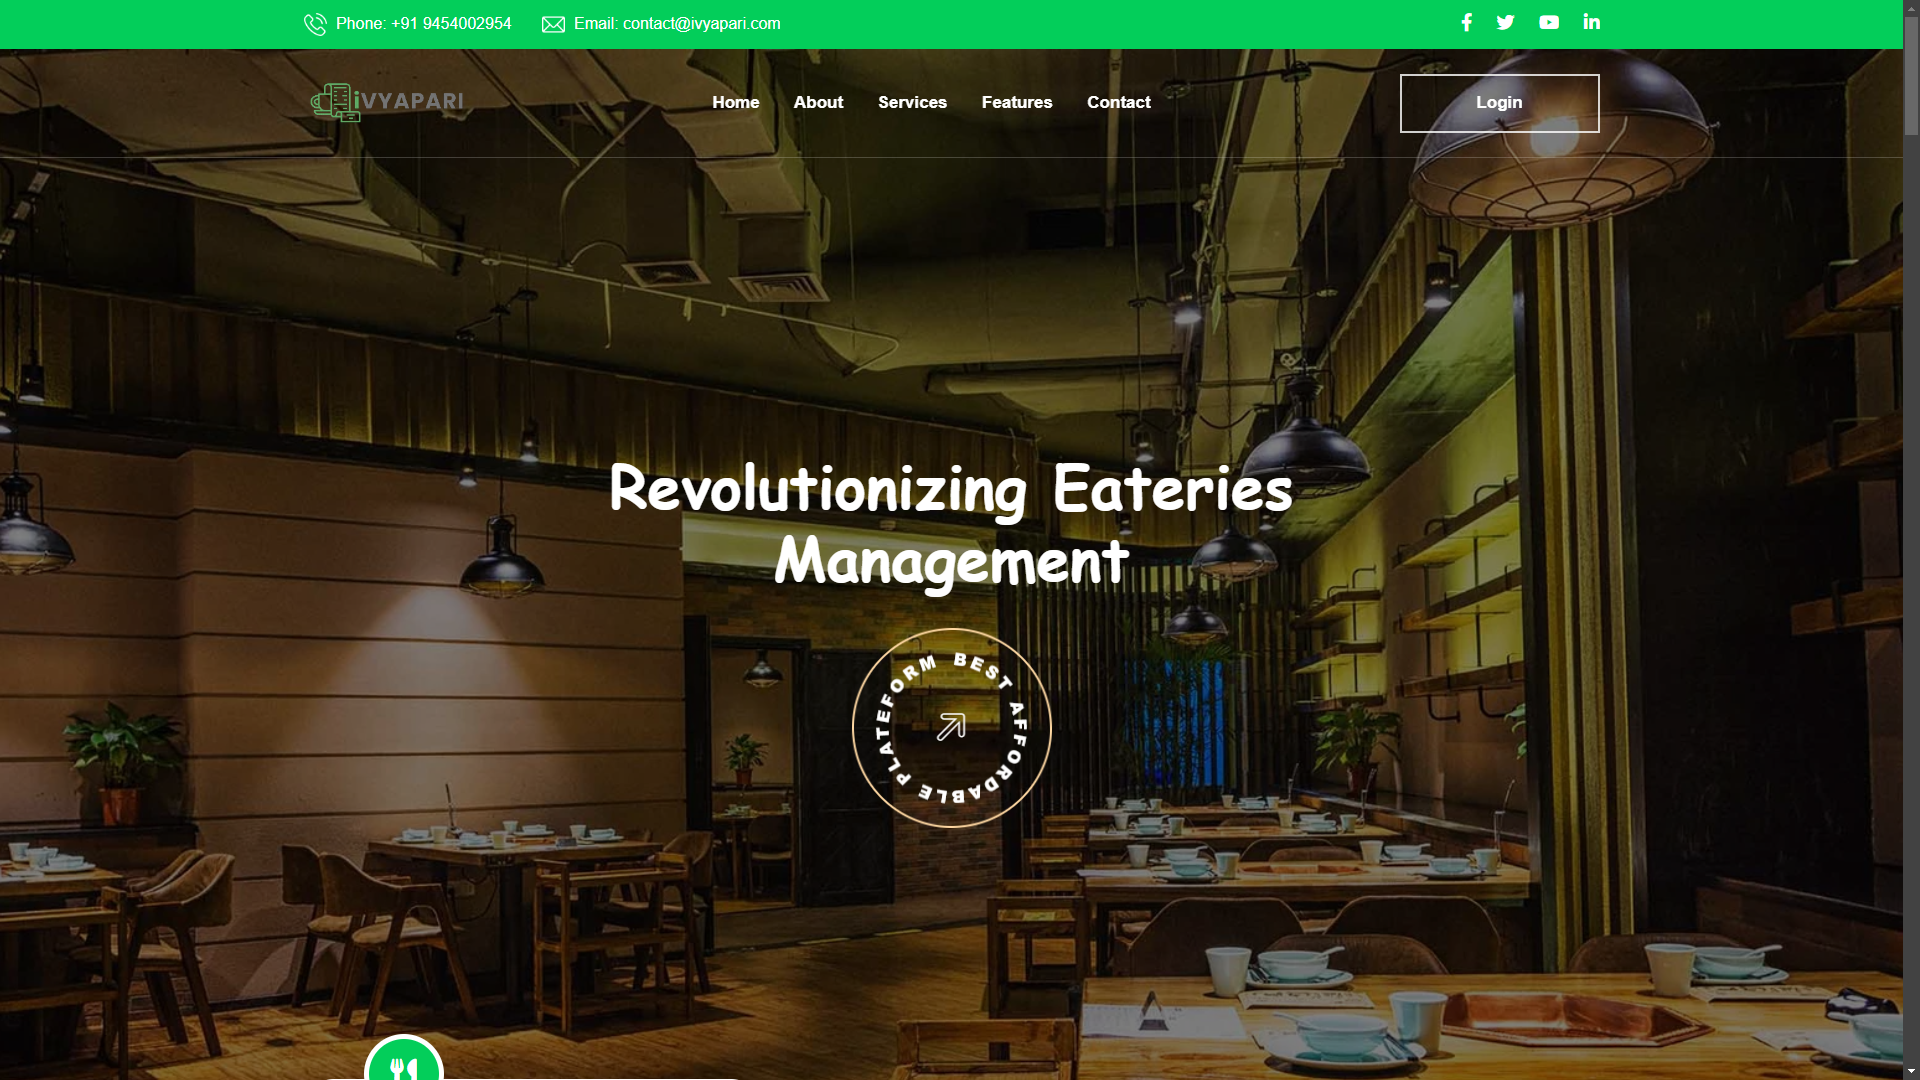 Phone: +91 9454002954
Email: contact@ivyapari.com
iVYAPARI
Home
About
Services
Features
Contact
Login
Revolutionizing Eateries
Management
BEST AFFORDABLE PLATEFORM